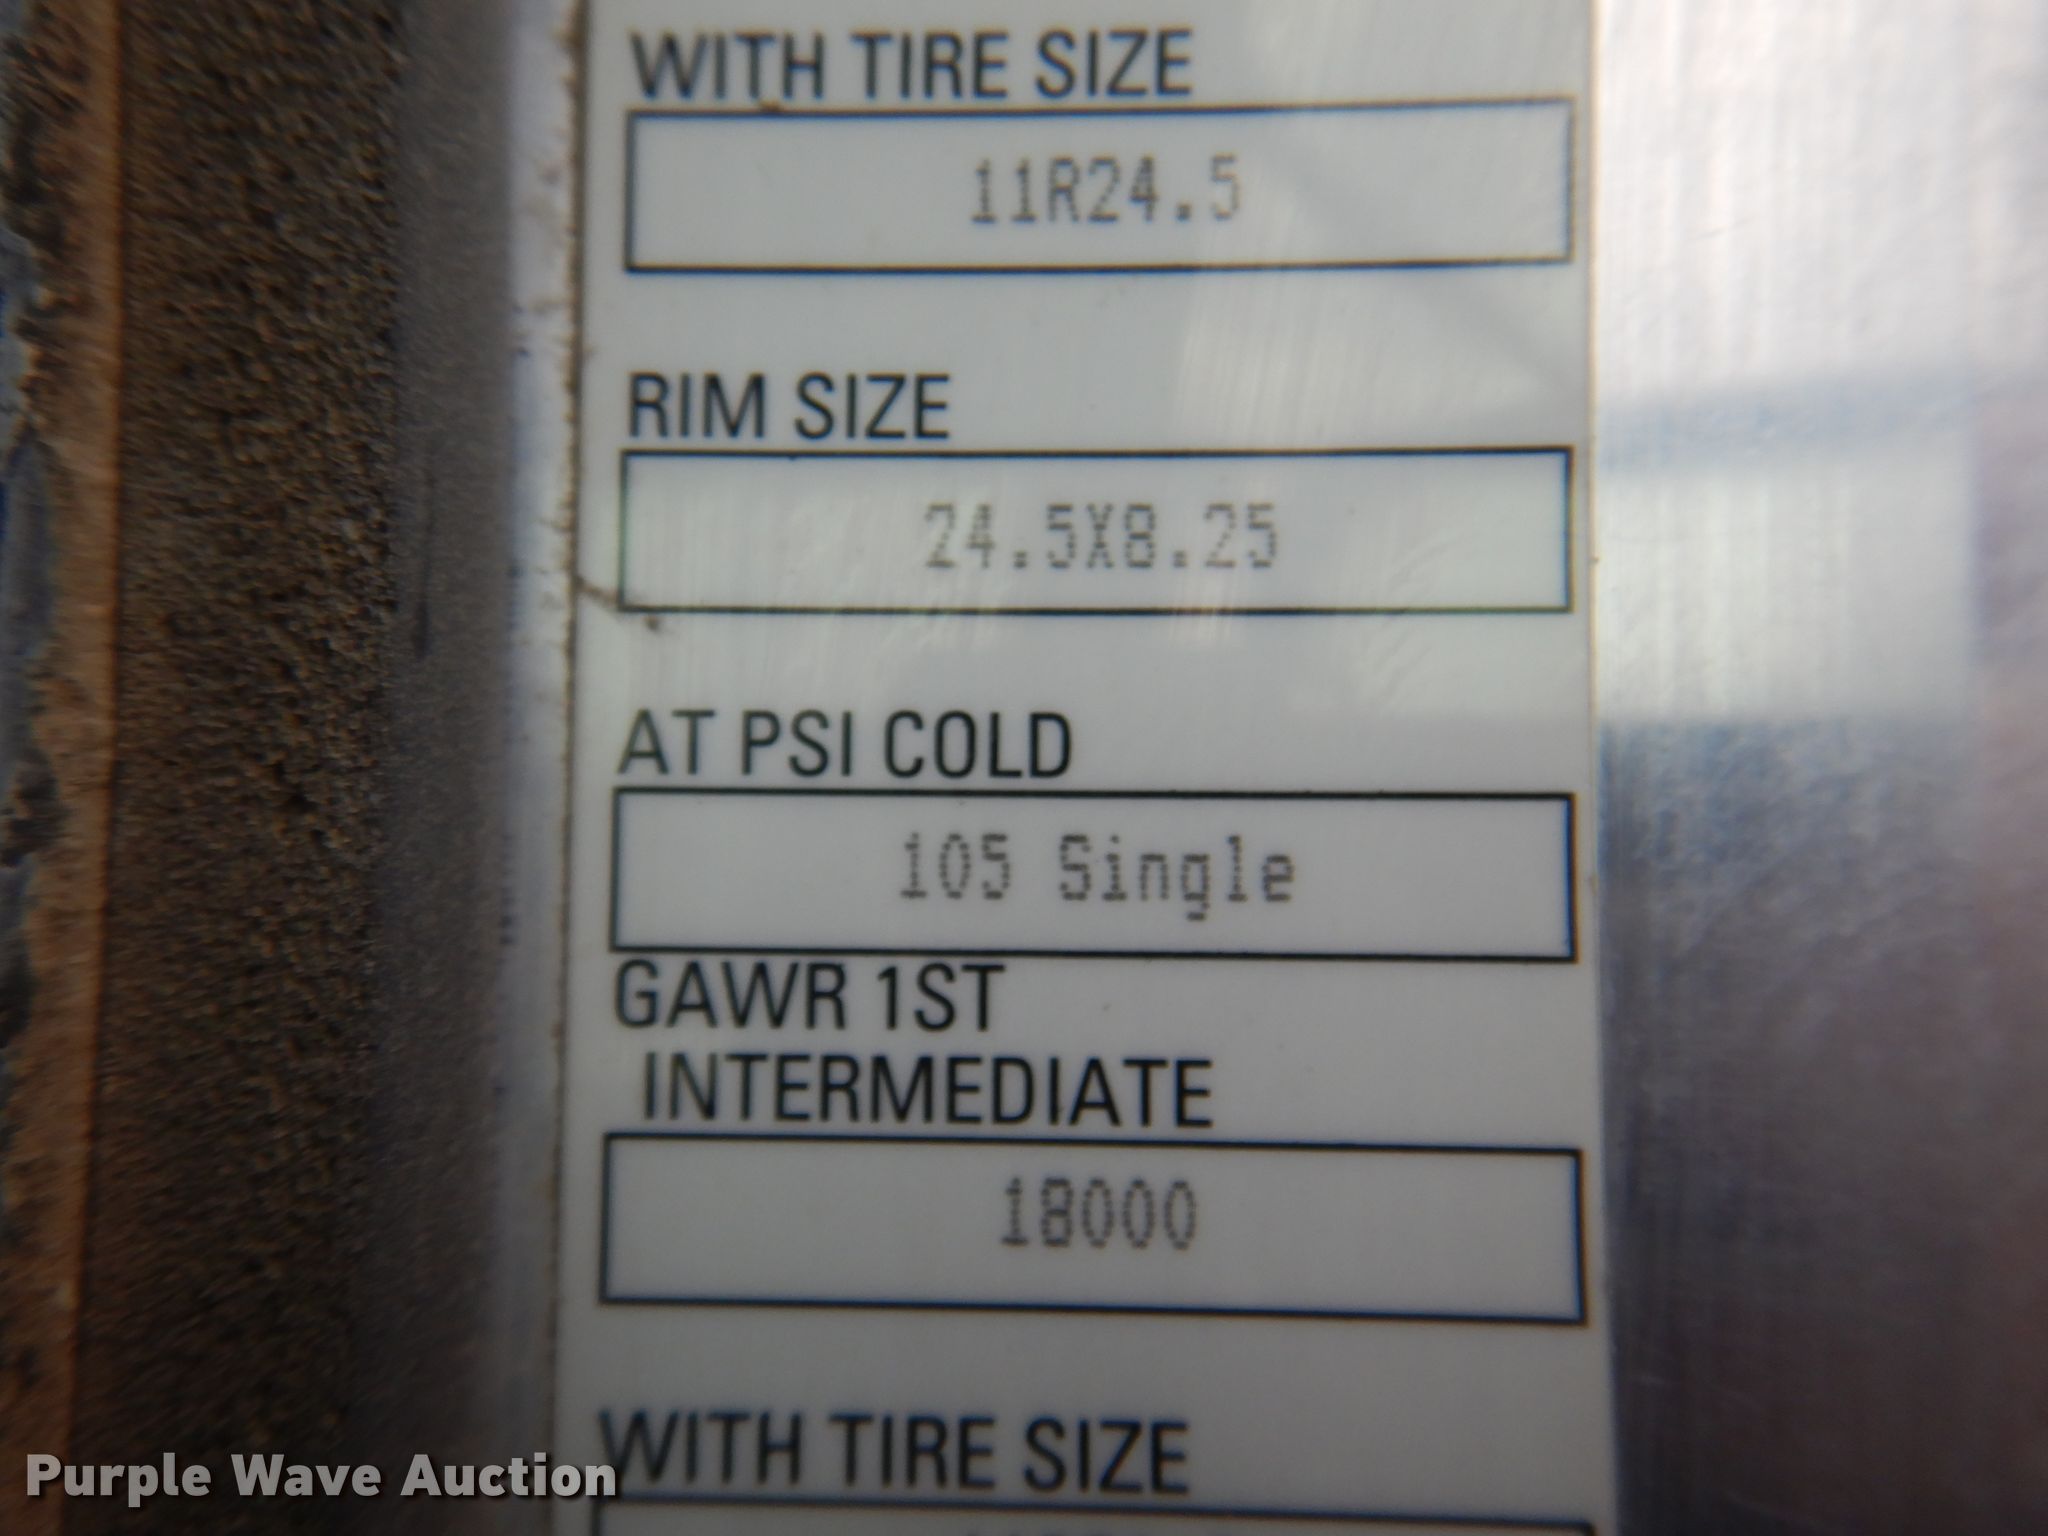 WITH TIRE SIZE
11R24.5
RIM SIZE
24.5X8.25
AT PSI COLD
105 Single
GAWR 1ST
INTERMEDIATE
18000
WITH TIRE SIZE
Purple Wave Auction